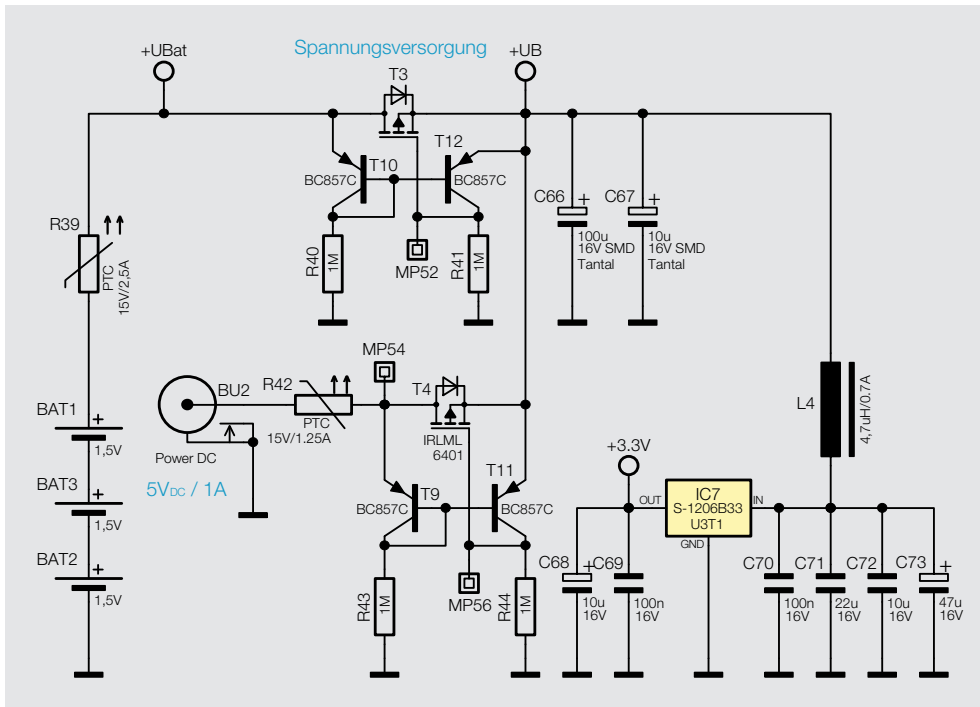 Spannungsversorgung
+UBat
+UB
T3
T12
T10
BC857C
BC857C
C66
+
100u
16V SMD
Tantal
C67
+
10u
16V SMD
Tantal
R39
PTC
15V/2,5A
R40
1M
MP52
R41
1M
MP54
BU2
R42
PTC
15V/1.25A
T4
IRLML
6401
L4
4,7uH/0.7A
BAT1
+
1,5V
Power DC
5VDC / 1A
+3.3V
T9
BC857C
T11
BC857C
OUT
IC7
S-1206B33
U3T1
IN
GND
BAT3
+
1,5V
BAT2
+
1,5V
R43
1M
MP56
R44
1M
C68
+
10u
16V
C69
100n
16V
C70
100n
16V
C71
22u
16V
C72
10u
16V
C73
+
47u
16V